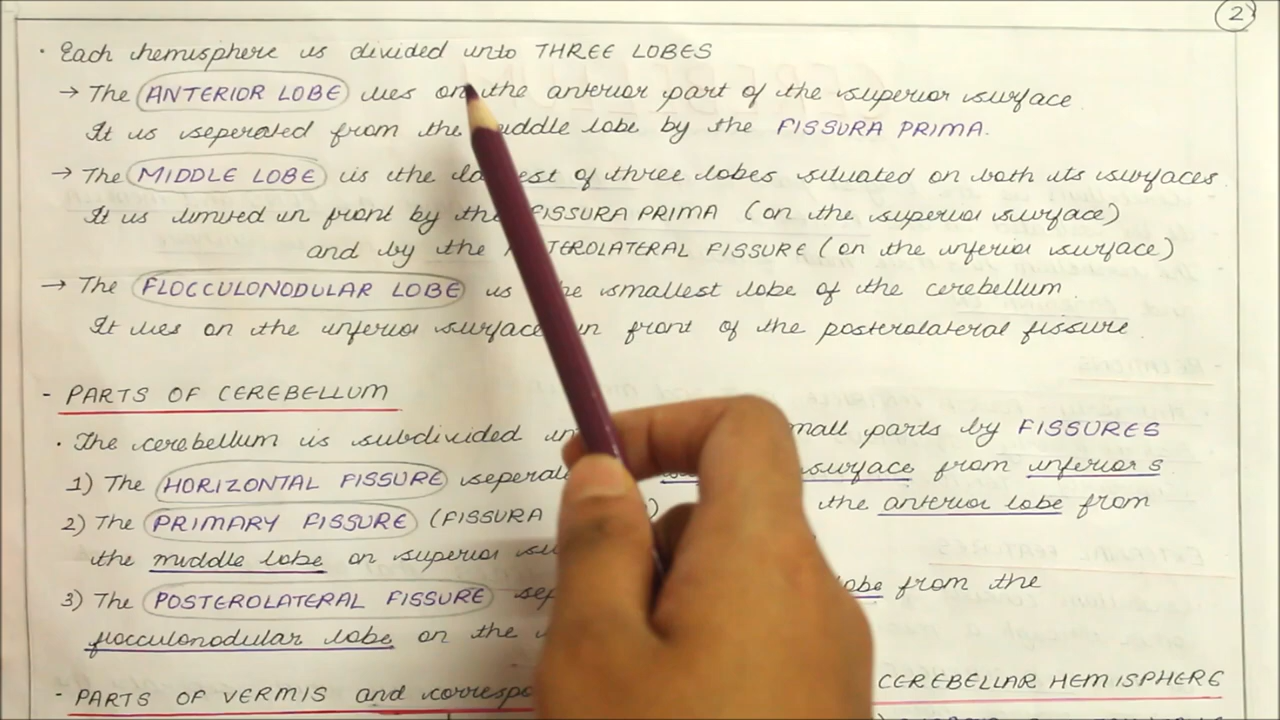 2
· Each hemisphere is divided into THREE LOBES
→ The ANTERIOR LOBE lies on the anterior part of the superior surface.
It is seperated from the middle lobe by the FISSURA PRIMA.
→ The MIDDLE LOBE is the largest of three lobes situated on both its surfaces
It is limited in front by the FISSURA PRIMA (on the superior surface)
and by the POSTEROLATERAL FISSURE (on the inferior surface)
→ The FLOCCULONODULAR LOBE is the smallest lobe of the cerebellum
It lies on the inferior surface in front of the posterolateral fissure
- PARTS OF CEREBELLUM
· The cerebellum is subdivided small parts by FISSURES
1) The HORIZONTAL FISSURE surface from inferior s
2) The PRIMARY FISSURE (FISSURA ) the anterior lobe from
the middle lobe on superior
3) The POSTEROLATERAL FISSURE lobe from the
flocculonodular lobe on the
- PARTS OF VERMIS and CEREBELLAR HEMISPHERE